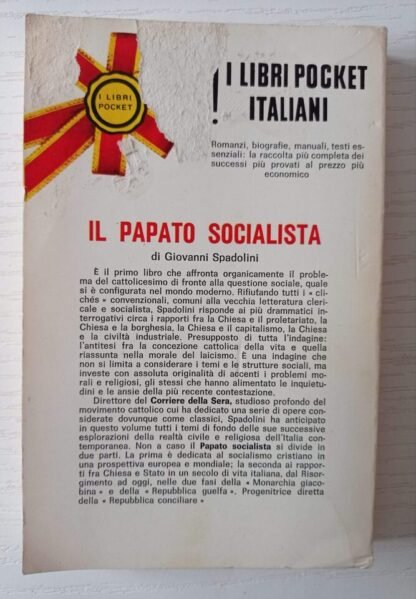 I LIBRI
POCKET
! I LIBRI POCKET
ITALIANI
Romanzi, biografie, manuali, testi es-
senziali: la raccolta più completa dei
successi più provati al prezzo più
economico
IL PAPATO SOCIALISTA
di Giovanni Spadolini
È il primo libro che affronta organicamente il proble-
ma del cattolicesimo di fronte alla questione sociale, quale
si è configurata nel mondo moderno. Rifiutando tutti i « cli-
chés » convenzionali, comuni alla vecchia letteratura cleri-
cale e socialista, Spadolini risponde ai più drammatici in-
terrogativi circa i rapporti fra la Chiesa e il proletariato, la
Chiesa e la borghesia, la Chiesa e il capitalismo, la Chiesa
e la civiltà industriale. Presupposto di tutta l'indagine:
l'antitesi fra la concezione cattolica della vita e quella
riassunta nella morale del laicismo. È una indagine che
non si limita a considerare i temi e le strutture sociali, ma
investe con assoluta originalità di accenti i problemi mora-
li e religiosi, gli stessi che hanno alimentato le inquietu-
dini e le ansie della più recente contestazione.
Direttore del Corriere della Sera, studioso profondo del
movimento cattolico cui ha dedicato una serie di opere con-
siderate dovunque come classici, Spadolini ha anticipato
in questo volume tutti i temi di fondo delle sue successive
esplorazioni della realtà civile e religiosa dell'Italia con-
temporanea. Non a caso il Papato socialista si divide in
due parti. La prima è dedicata al socialismo cristiano in
una prospettiva europea e mondiale; la seconda ai rappor-
ti fra Chiesa e Stato in un secolo di vita italiana, dal Risor-
gimento ad oggi, nelle due fasi della « Monarchia giaco-
bina » e della « Repubblica guelfa ». Progenitrice diretta
della « Repubblica conciliare »